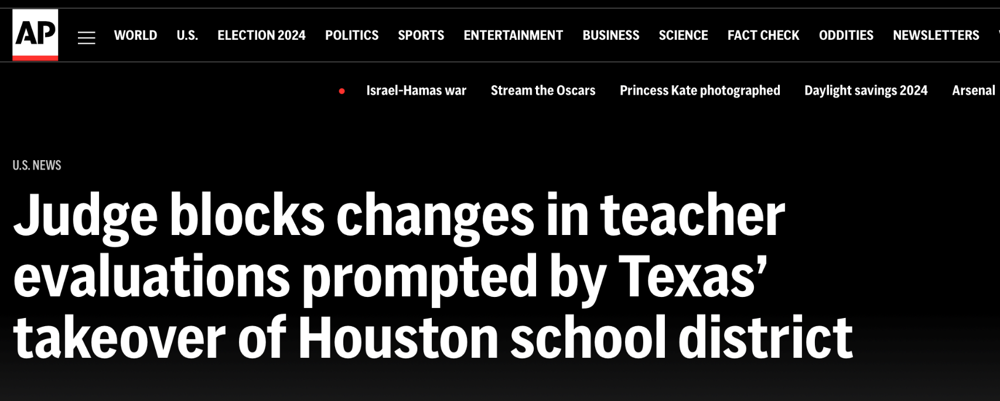 AP
WORLD U.S. ELECTION 2024 POLITICS SPORTS ENTERTAINMENT BUSINESS SCIENCE FACT CHECK ODDITIES NEWSLETTERS
Israel-Hamas war Stream the Oscars Princess Kate photographed Daylight savings 2024 Arsenal
U.S. NEWS
Judge blocks changes in teacher
evaluations prompted by Texas’
takeover of Houston school district